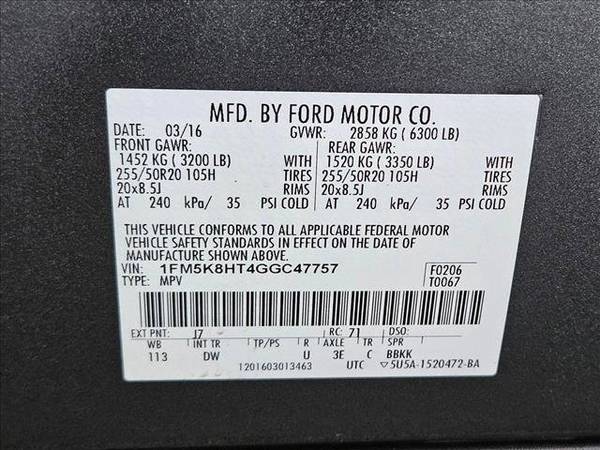 MFD. BY FORD MOTOR CO.
DATE: 03/16 GVWR: 2858 KG ( 6300 LB)
FRONT GAWR: REAR GAWR:
1452 KG ( 3200 LB) WITH 1520 KG ( 3350 LB) WITH
255/50R20 105H TIRES 255/50R20 105H TIRES
20x8.5J RIMS 20x8.5J RIMS
AT 240 kPa/ 35 PSI COLD AT 240 kPa/ 35 PSI COLD
THIS VEHICLE CONFORMS TO ALL APPLICABLE FEDERAL MOTOR
VEHICLE SAFETY STANDARDS IN EFFECT ON THE DATE OF
MANUFACTURE SHOWN ABOVE.
VIN: 1FM5K8HT4GGC47757 F0206
TYPE: MPV T0067
EXT PNT: J7 RC: 71 DSO:
WB INT TR TP/PS R AXLE TR SPR
113 DW U 3E C BBKK
1201603013463 UTC ▽5U5A-1520472-BA